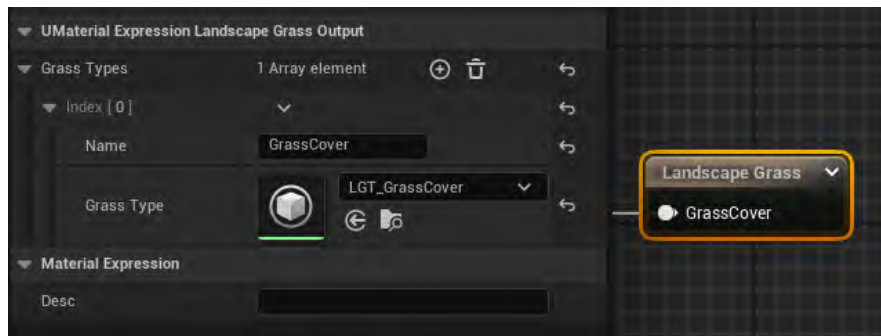 UMaterial Expression Landscape Grass Output
Grass Types 1 Array element
Index [ 0 ]
Name GrassCover
Grass Type LGT_GrassCover
Material Expression
Desc
Landscape Grass
GrassCover